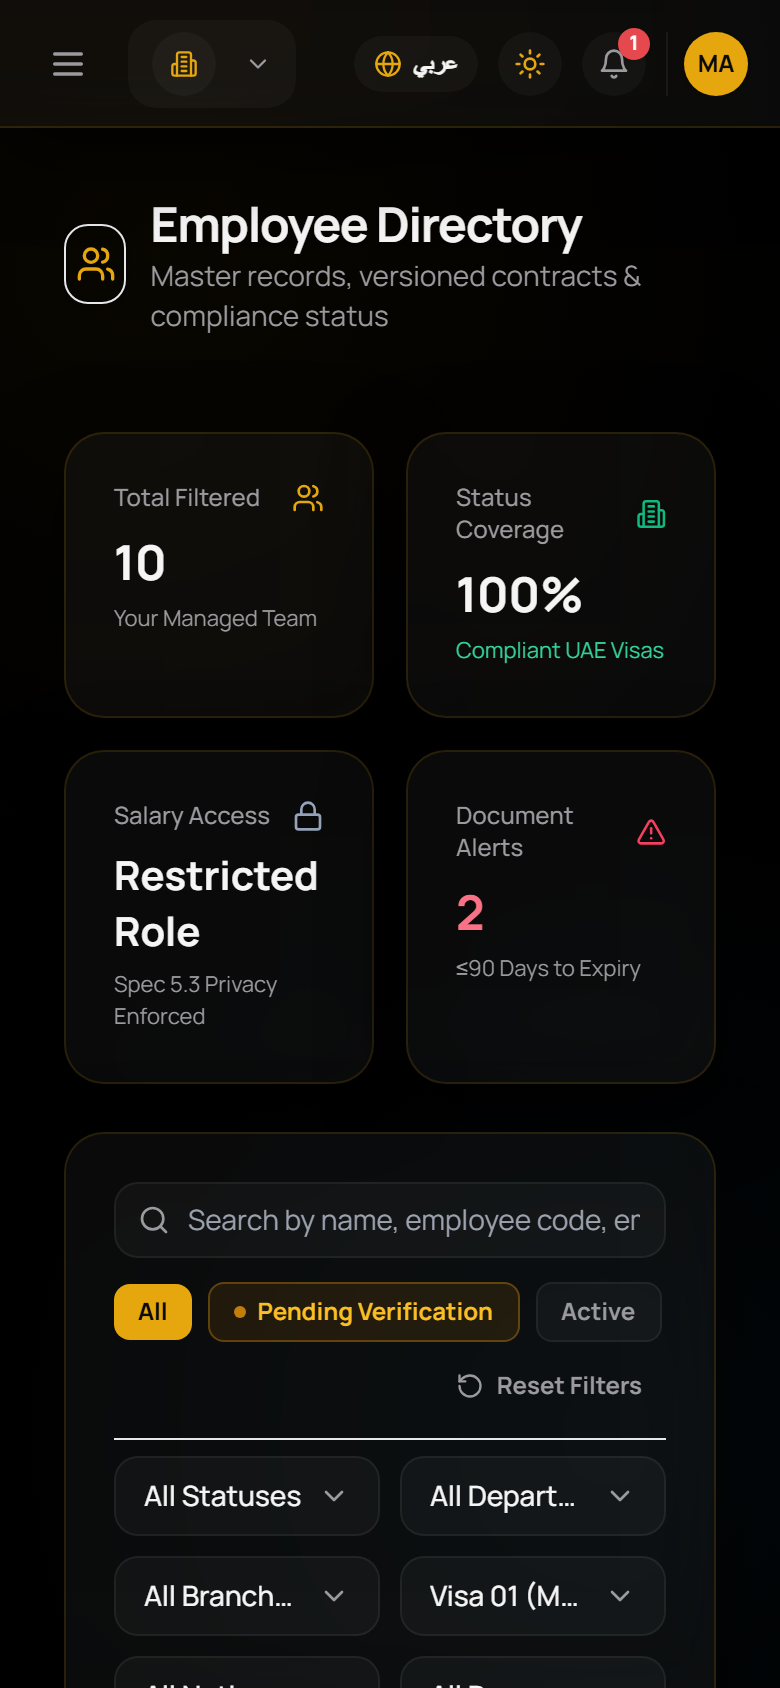 عربي
1
MA
Employee Directory
Master records, versioned contracts &
compliance status
Total Filtered
10
Your Managed Team
Status
Coverage
100%
Compliant UAE Visas
Salary Access
Restricted
Role
Spec 5.3 Privacy
Enforced
Document
Alerts
2
≤90 Days to Expiry
Search by name, employee code, er
All
Pending Verification
Active
Reset Filters
All Statuses
All Depart...
All Branch...
Visa 01 (M...